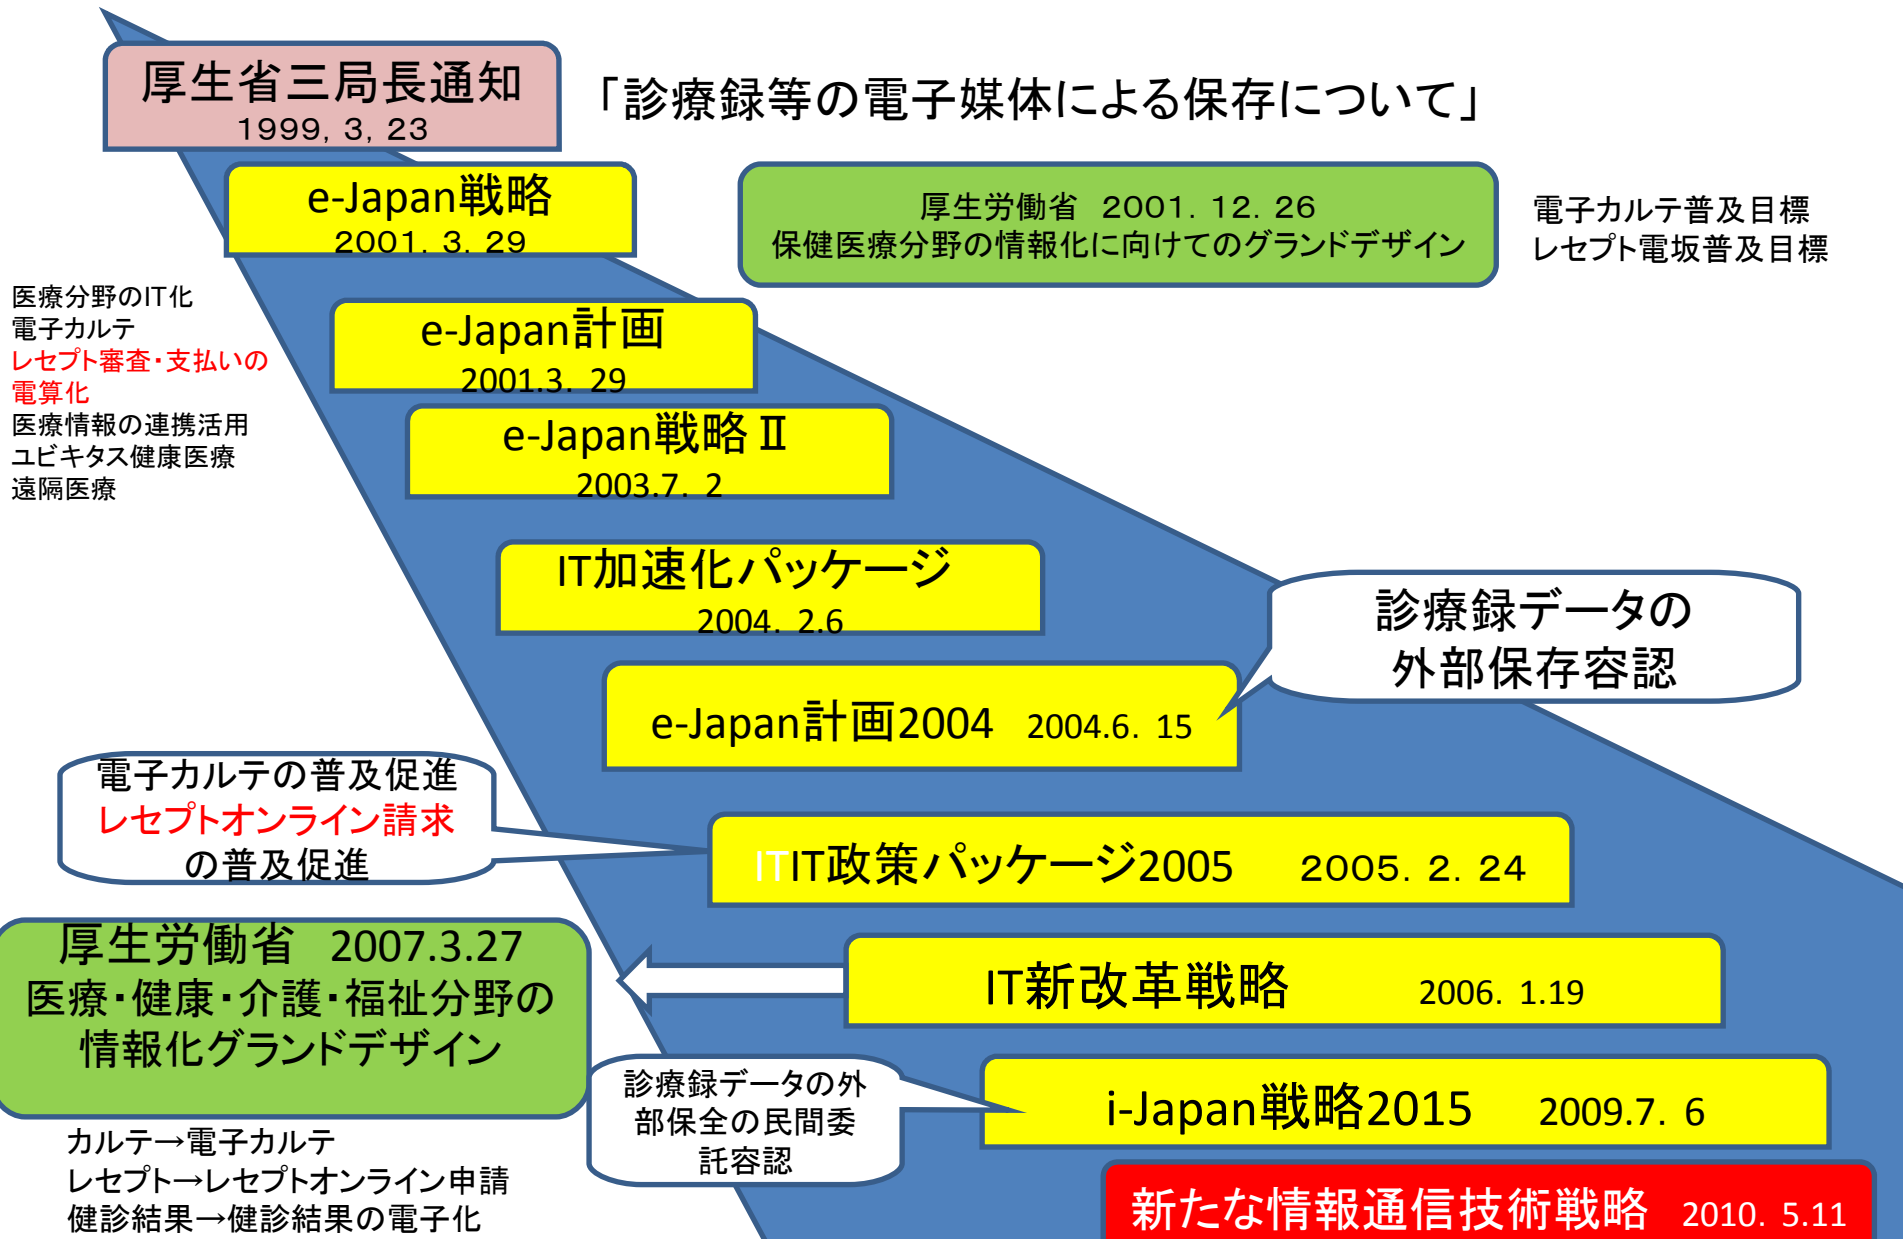 厚生省三局長通知
1999, 3, 23
「診療録等の電子媒体による保存について」
e-Japan戦略
2001. 3. 29
厚生労働省 2001. 12. 26
保健医療分野の情報化に向けてのグランドデザイン
電子カルテ普及目標
レセプト電坂普及目標
医療分野のIT化
電子カルテ
レセプト審査・支払いの
電算化
医療情報の連携活用
ユビキタス健康医療
遠隔医療
e-Japan計画
2001.3. 29
e-Japan戦略Ⅱ
2003.7. 2
IT加速化パッケージ
2004. 2.6
診療録データの
外部保存容認
e-Japan計画2004 2004.6. 15
電子カルテの普及促進
レセプトオンライン請求
の普及促進
ITIT政策パッケージ2005 2005. 2. 24
厚生労働省 2007.3.27
医療・健康・介護・福祉分野の
情報化グランドデザイン
IT新改革戦略 2006. 1.19
診療録データの外
部保全の民間委
託容認
i-Japan戦略2015 2009.7. 6
カルテ→電子カルテ
レセプト→レセプトオンライン申請
健診結果→健診結果の電子化
新たな情報通信技術戦略 2010. 5.11